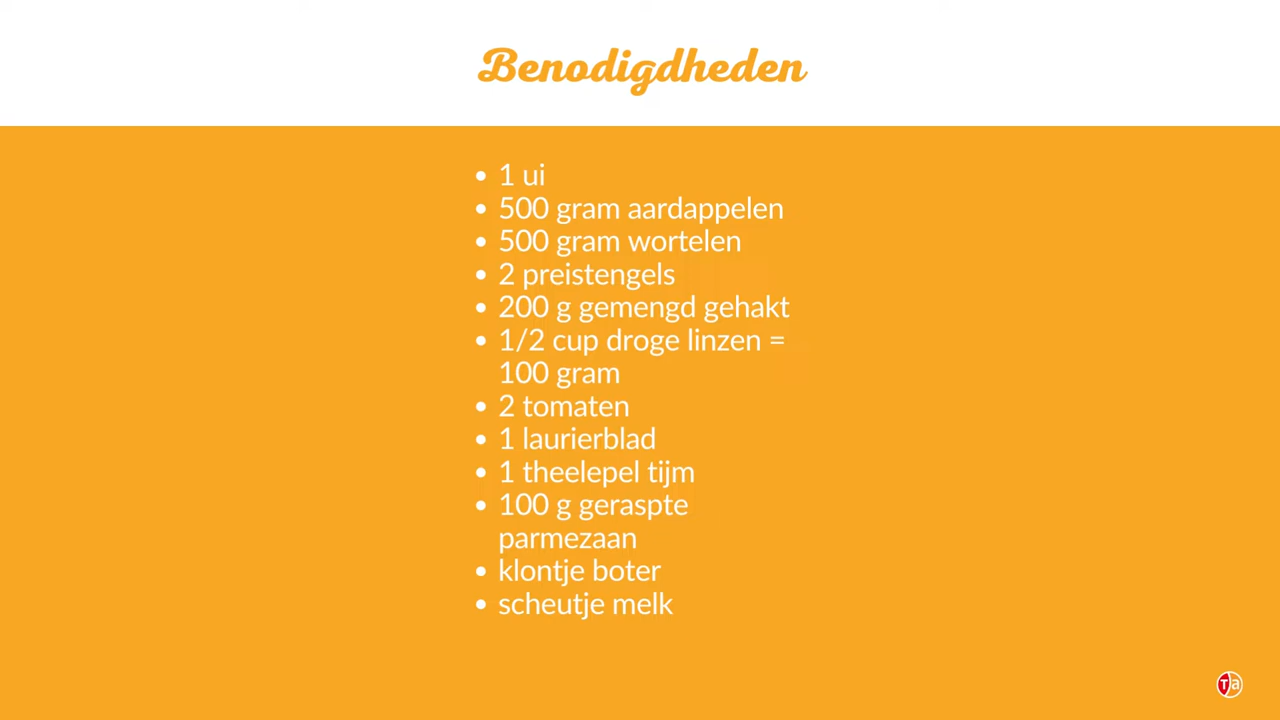 Benodigdheden
• 1 ui
• 500 gram aardappelen
• 500 gram wortelen
• 2 preistengels
• 200 g gemengd gehakt
• 1/2 cup droge linzen =
100 gram
• 2 tomaten
• 1 laurierblad
• 1 theelepel tijm
• 100 g geraspte
parmezaan
• klontje boter
• scheutje melk
Ta